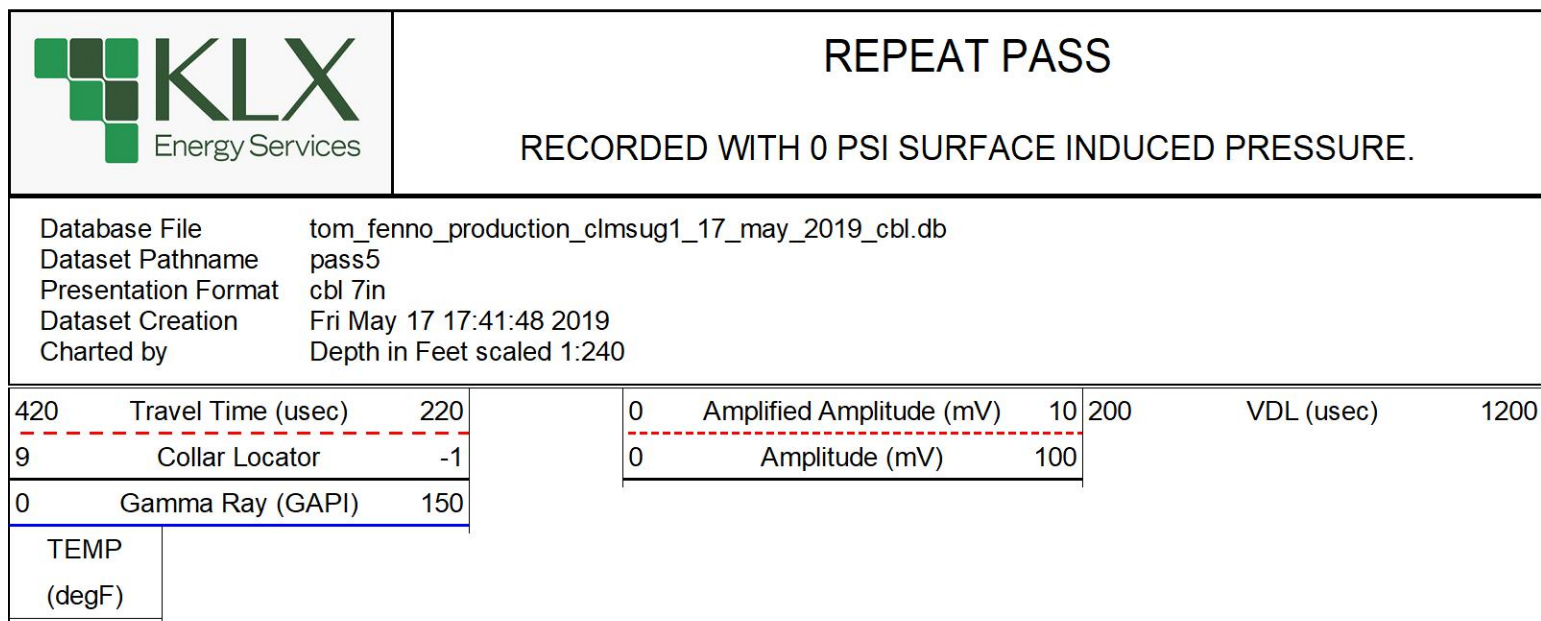 KLX
Energy Services
REPEAT PASS
RECORDED WITH 0 PSI SURFACE INDUCED PRESSURE.
Database File tom_fenno_production_clmsug1_17_may_2019_cbl.db
Dataset Pathname pass5
Presentation Format cbl 7in
Dataset Creation Fri May 17 17:41:48 2019
Charted by Depth in Feet scaled 1:240
420 Travel Time (usec) 220 0 Amplified Amplitude (mV) 10 200 VDL (usec) 1200
9 Collar Locator -1 0 Amplitude (mV) 100
0 Gamma Ray (GAPI) 150
TEMP
(degF)